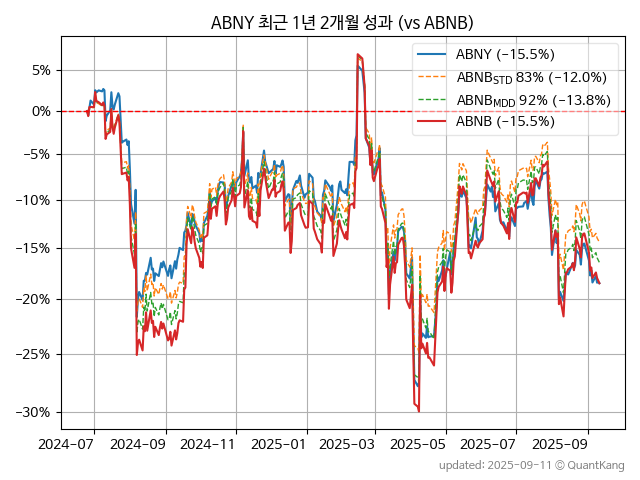 ABNY 최근 1년 2개월 성과 (vs ABNB)
ABNY (−15.5%)
ABNB_STD 83% (−12.0%)
ABNB_MDD 92% (−13.8%)
ABNB (−15.5%)
5%
0%
−5%
−10%
−15%
−20%
−25%
−30%
2024-07 2024-09 2024-11 2025-01 2025-03 2025-05 2025-07 2025-09
updated: 2025-09-11 © QuantKang